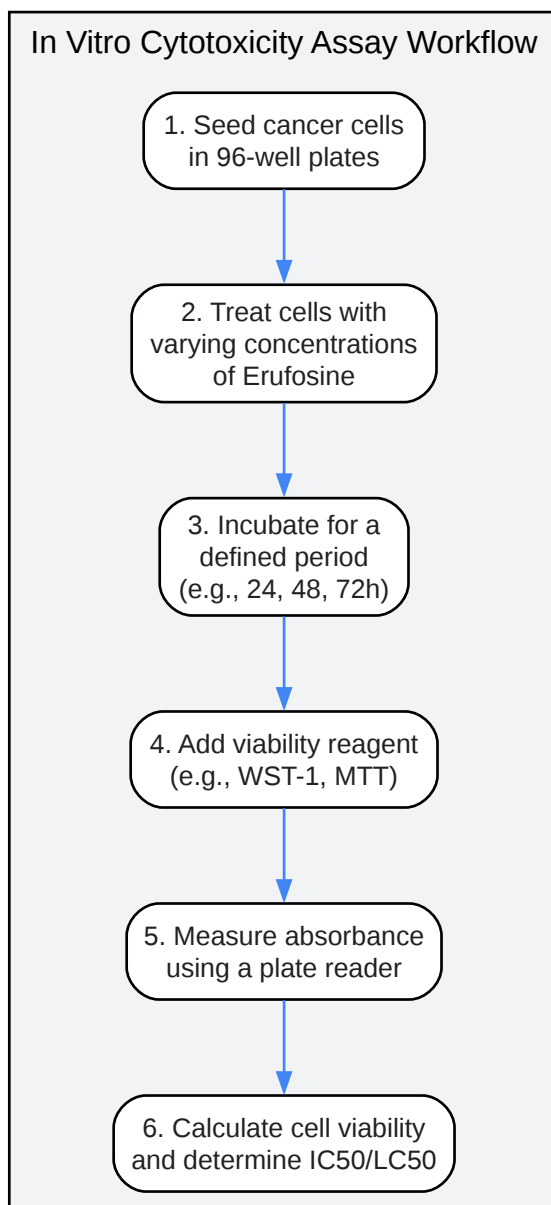 In Vitro Cytotoxicity Assay Workflow
1. Seed cancer cells
in 96-well plates
2. Treat cells with
varying concentrations
of Erufosine
3. Incubate for a
defined period
(e.g., 24, 48, 72h)
4. Add viability reagent
(e.g., WST-1, MTT)
5. Measure absorbance
using a plate reader
6. Calculate cell viability
and determine IC50/LC50